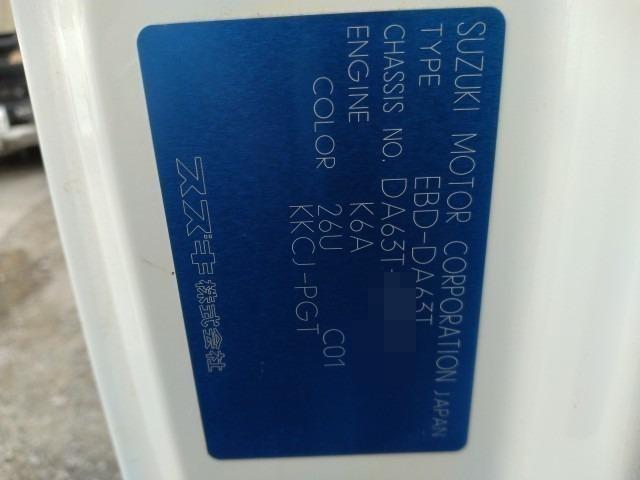 SUZUKI MOTOR CORPORATION JAPAN
TYPE EBD-DA63T
CHASSIS NO. DA63T-
ENGINE K6A
COLOR 26U C01
KKCJ-PGT
スズキ株式会社